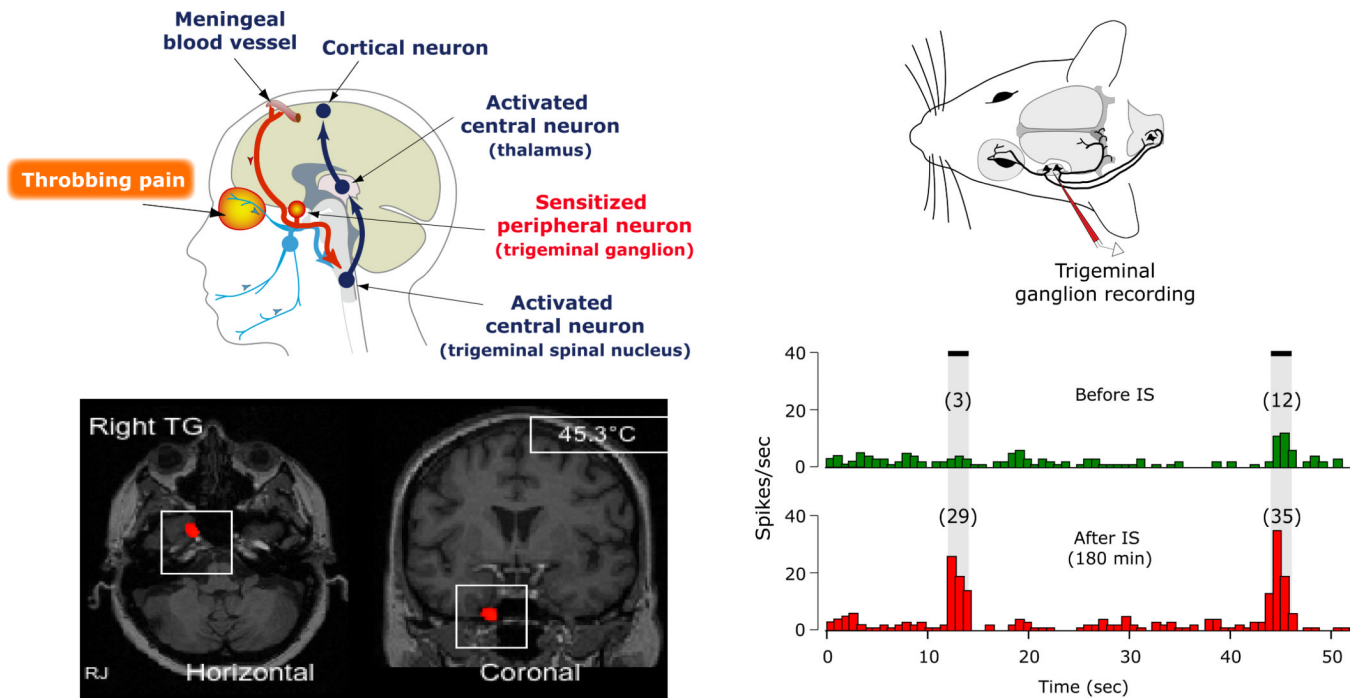 Meningeal
blood vessel
Cortical neuron
Activated
central neuron
(thalamus)
Throbbing pain
Sensitized
peripheral neuron
(trigeminal ganglion)
Activated
central neuron
(trigeminal spinal nucleus)
Trigeminal
ganglion recording
Right TG
45.3°C
RJ
Horizontal
Coronal
Spikes/sec
40
20
0
(3)
Before IS
(12)
40
20
0
(29)
After IS
(180 min)
(35)
0
10
20
30
40
50
Time (sec)